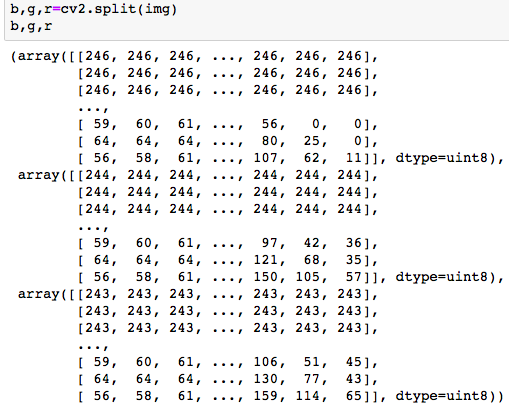 b,g,r=cv2.split(img)
b,g,r
(array([[246, 246, 246, ..., 246, 246, 246],
        [246, 246, 246, ..., 246, 246, 246],
        [246, 246, 246, ..., 246, 246, 246],
        ...,
        [ 59,  60,  61, ...,  56,   0,   0],
        [ 64,  64,  64, ...,  80,  25,   0],
        [ 56,  58,  61, ..., 107,  62,  11]], dtype=uint8),
 array([[244, 244, 244, ..., 244, 244, 244],
        [244, 244, 244, ..., 244, 244, 244],
        [244, 244, 244, ..., 244, 244, 244],
        ...,
        [ 59,  60,  61, ...,  97,  42,  36],
        [ 64,  64,  64, ..., 121,  68,  35],
        [ 56,  58,  61, ..., 150, 105,  57]], dtype=uint8),
 array([[243, 243, 243, ..., 243, 243, 243],
        [243, 243, 243, ..., 243, 243, 243],
        [243, 243, 243, ..., 243, 243, 243],
        ...,
        [ 59,  60,  61, ..., 106,  51,  45],
        [ 64,  64,  64, ..., 130,  77,  43],
        [ 56,  58,  61, ..., 159, 114,  65]], dtype=uint8))